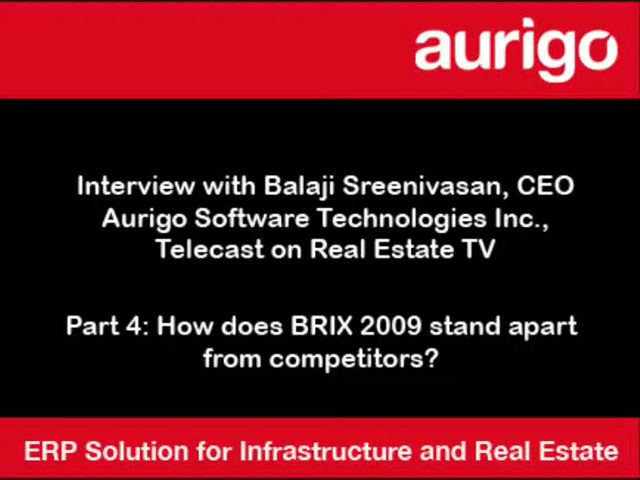 aurigo
Interview with Balaji Sreenivasan, CEO
Aurigo Software Technologies Inc.,
Telecast on Real Estate TV
Part 4: How does BRIX 2009 stand apart
from competitors?
ERP Solution for Infrastructure and Real Estate